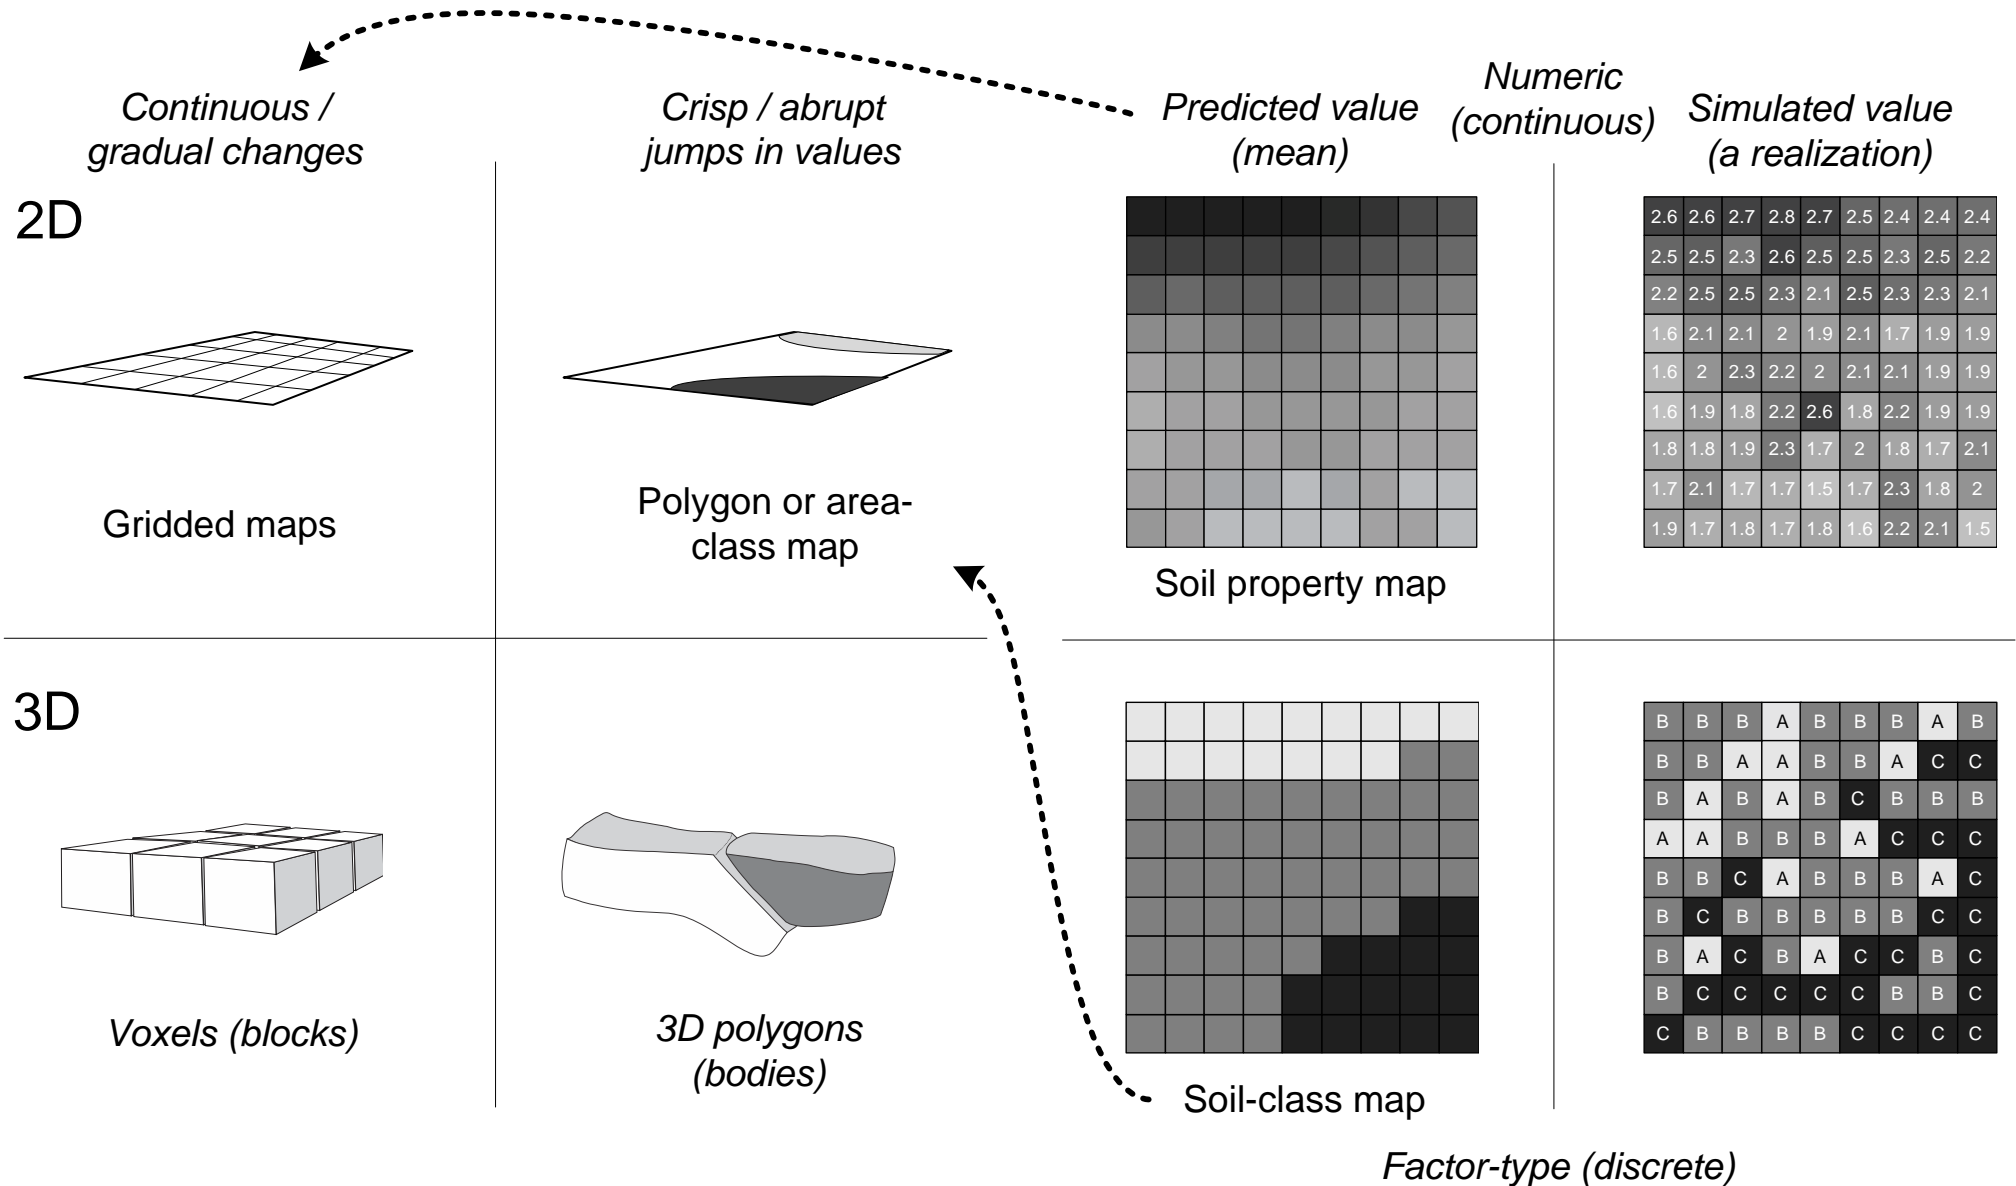 Continuous /
gradual changes
Crisp / abrupt
jumps in values
Predicted value
(mean)
Numeric
(continuous)
Simulated value
(a realization)
2D
Gridded maps
Polygon or area-
class map
Soil property map
2.6 2.6 2.7 2.8 2.7 2.5 2.4 2.4 2.4
2.5 2.5 2.3 2.6 2.5 2.5 2.3 2.5 2.2
2.2 2.5 2.5 2.3 2.1 2.5 2.3 2.3 2.1
1.6 2.1 2.1 2 1.9 2.1 1.7 1.9 1.9
1.6 2 2.3 2.2 2 2.1 2.1 1.9 1.9
1.6 1.9 1.8 2.2 2.6 1.8 2.2 1.9 1.9
1.8 1.8 1.9 2.3 1.7 2 1.8 1.7 2.1
1.7 2.1 1.7 1.7 1.5 1.7 2.3 1.8 2
1.9 1.7 1.8 1.7 1.8 1.6 2.2 2.1 1.5
3D
Voxels (blocks)
3D polygons
(bodies)
Soil-class map
B B B A B B B A B
B B A A B B A C C
B A B A B C B B B
A A B B B A C C C
B B C A B B B A C
B C B B B B B C C
B A C B A C C B C
B C C C C C B B C
C B B B B C C C C
Factor-type (discrete)